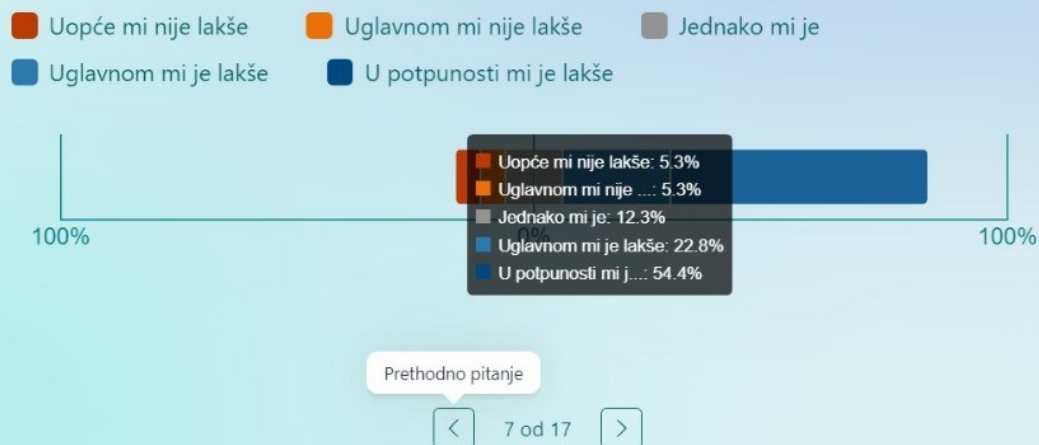 Uopće mi nije lakše Uglavnom mi nije lakše Jednako mi je
Uglavnom mi je lakše U potpunosti mi je lakše
Uopće mi nije lakše: 5.3%
Uglavnom mi nije ...: 5.3%
Jednako mi je: 12.3%
Uglavnom mi je lakše: 22.8%
U potpunosti mi j...: 54.4%
100% 0% 100%
Prethodno pitanje
< 7 od 17 >